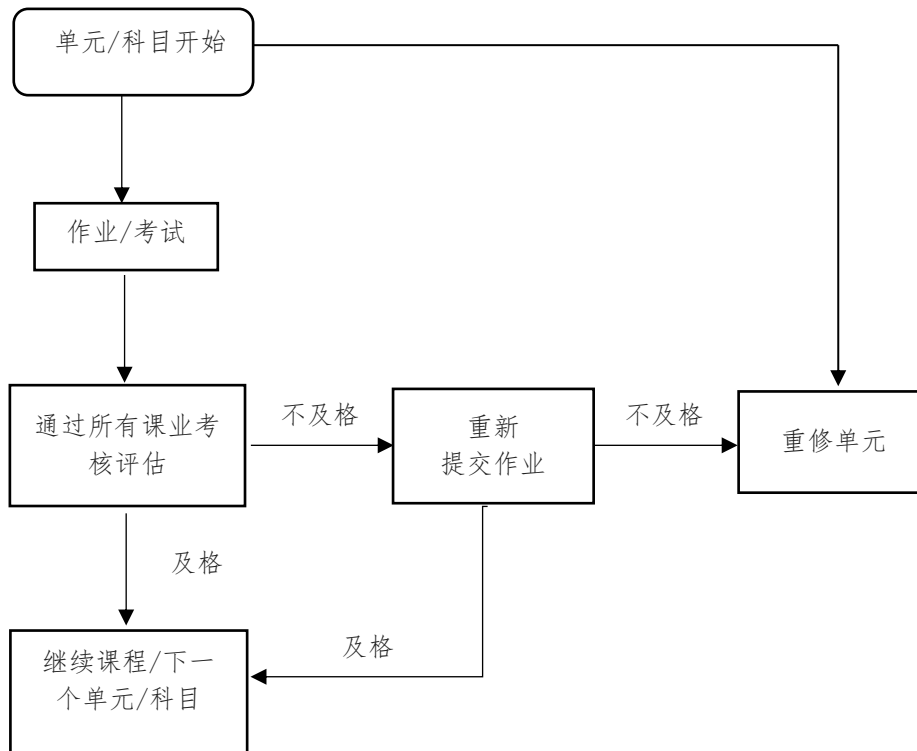 单元/科目开始
作业/考试
通过所有课业考
核评估
不及格
重新
提交作业
不及格
重修单元
及格
及格
继续课程/下一
个单元/科目